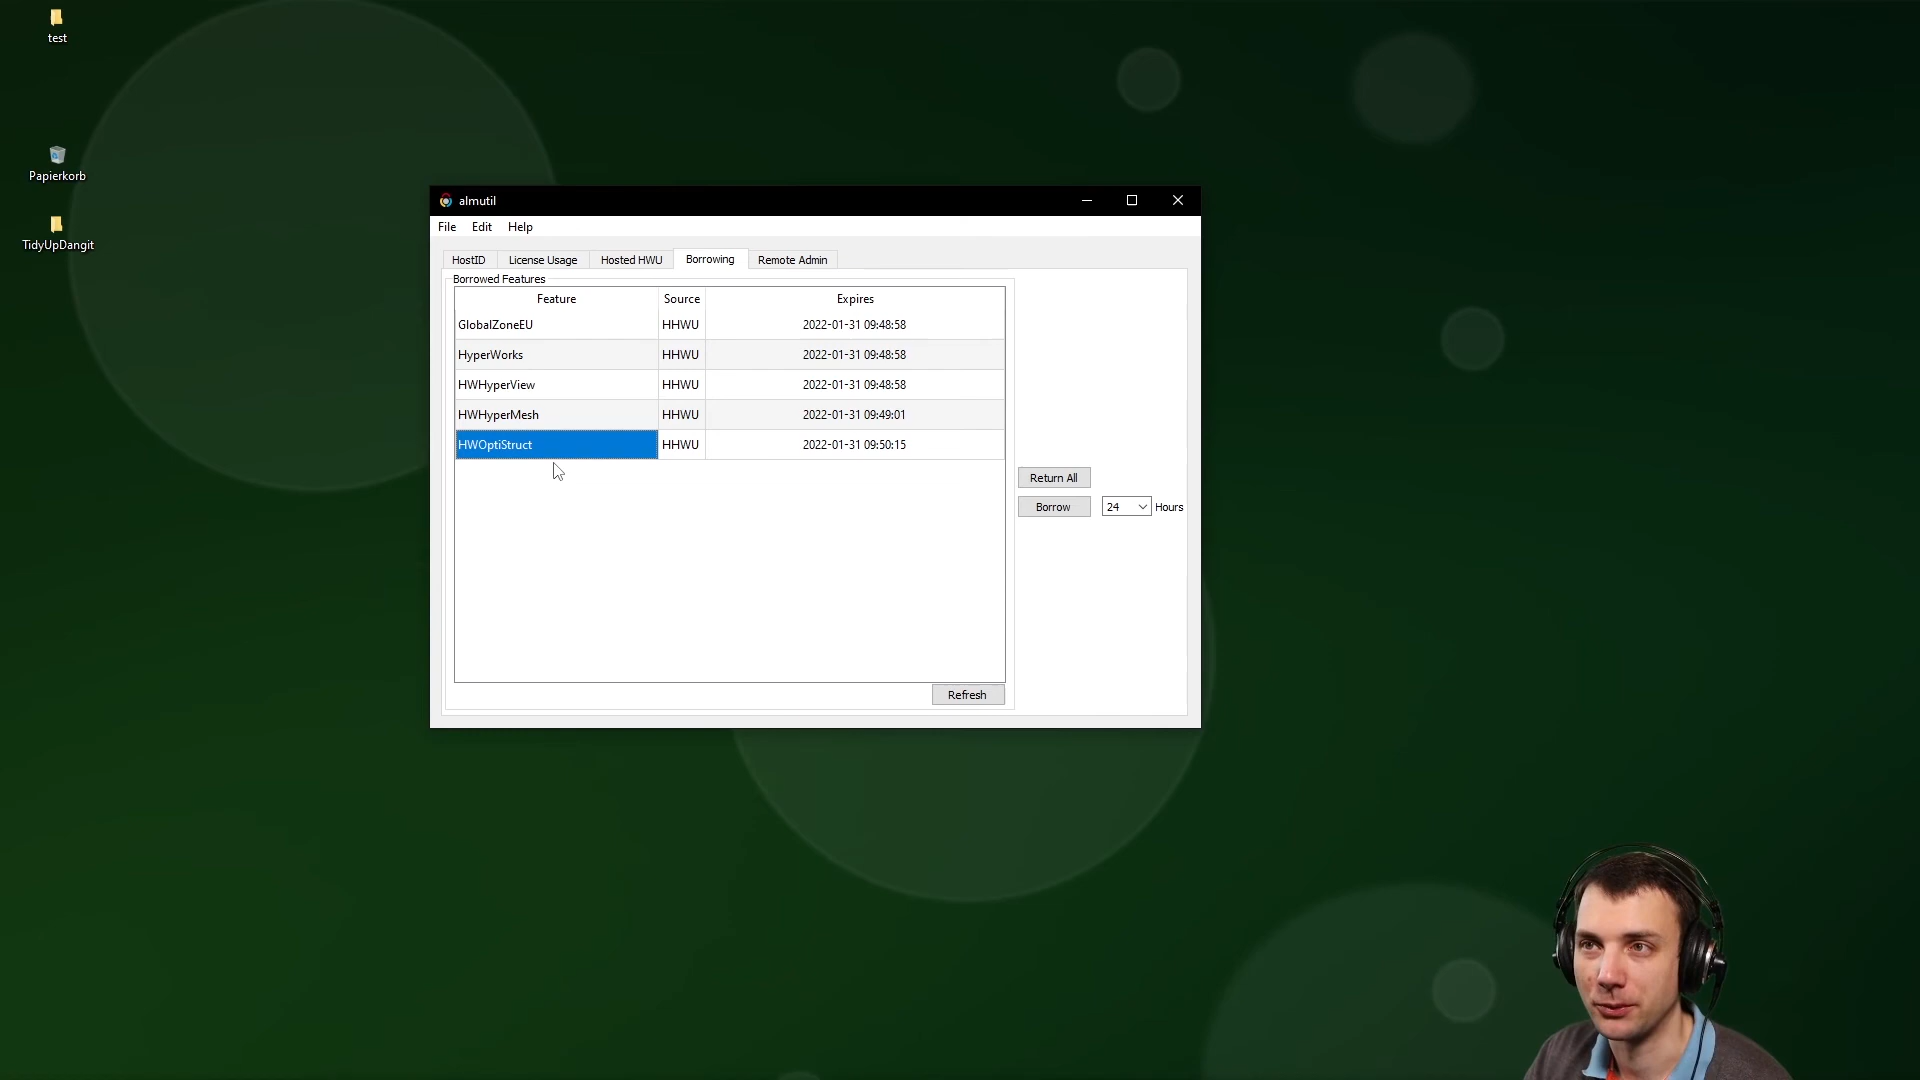 test
Papierkorb
TidyUpDangit
almutil
File Edit Help
HostID License Usage Hosted HWU Borrowing Remote Admin
Borrowed Features
Feature Source Expires
GlobalZoneEU HHWU 2022-01-31 09:48:58
HyperWorks HHWU 2022-01-31 09:48:58
HWHyperView HHWU 2022-01-31 09:48:58
HWHyperMesh HHWU 2022-01-31 09:49:01
HWOptiStruct HHWU 2022-01-31 09:50:15
Return All
Borrow 24 Hours
Refresh